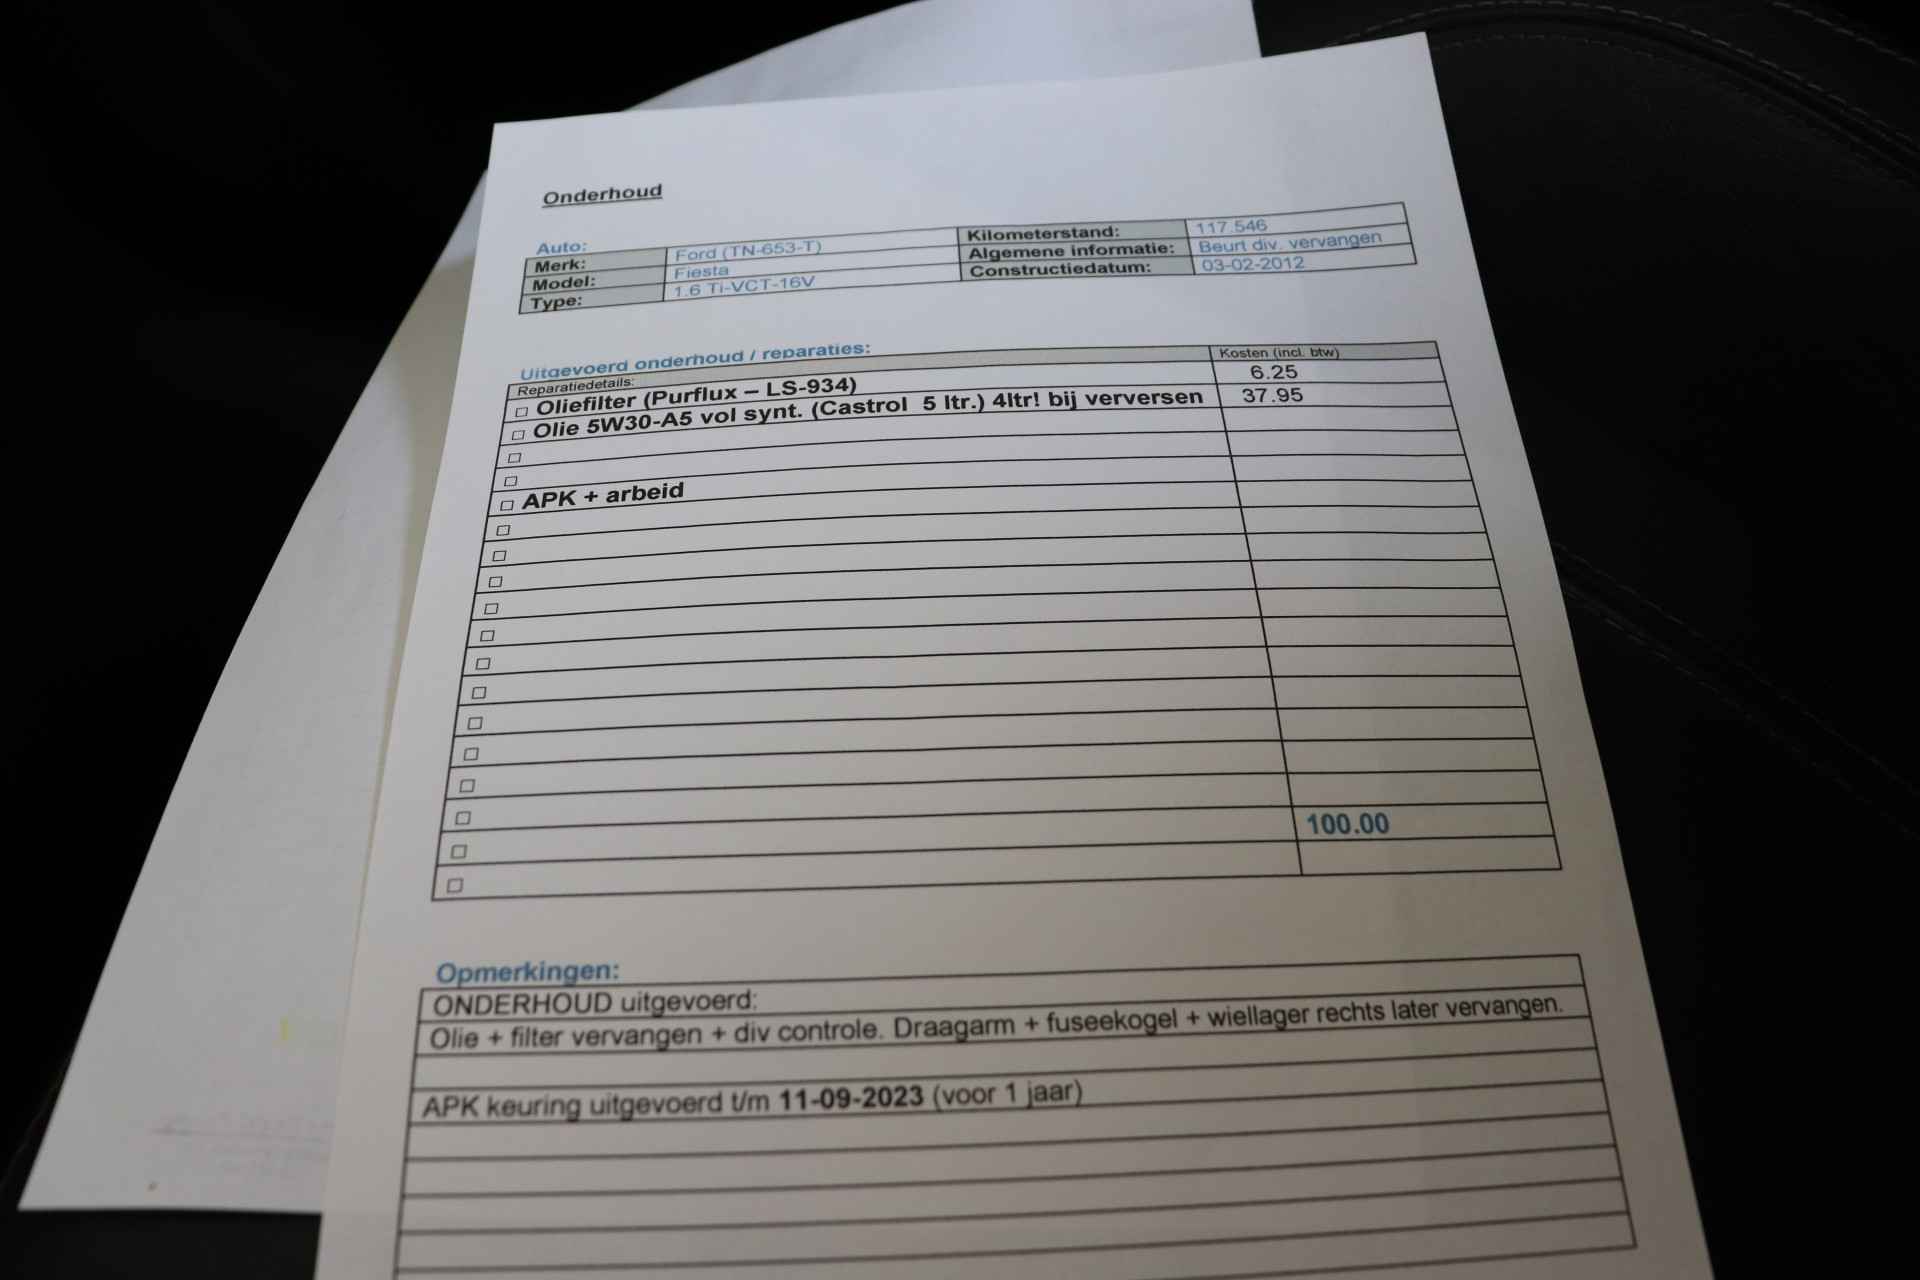 Onderhoud
Auto:
Merk: Ford (TN-653-T) Kilometerstand: 117.546
Model: Fiesta Algemene informatie: Beurt div. vervangen
Type: 1.6 Ti-VCT-16V Constructiedatum: 03-02-2012
Uitgevoerd onderhoud / reparaties:
Reparatiedetails: Kosten (incl. btw)
□ Oliefilter (Purflux – LS-934) 6.25
□ Olie 5W30-A5 vol synt. (Castrol 5 ltr.) 4ltr! bij verversen 37.95
□
□
□ APK + arbeid
□
□
□
□
□
□
□
□
□
□
□
□ 100.00
□
Opmerkingen:
ONDERHOUD uitgevoerd:
Olie + filter vervangen + div controle. Draagarm + fuseekogel + wiellager rechts later vervangen.
APK keuring uitgevoerd t/m 11-09-2023 (voor 1 jaar)